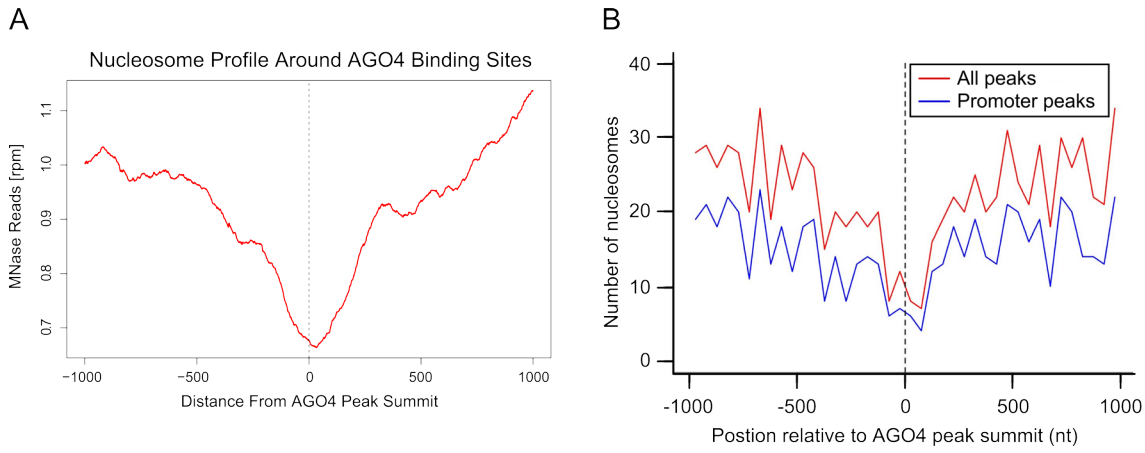 A
Nucleosome Profile Around AGO4 Binding Sites
MNase Reads [rpm]
1.1
1.0
0.9
0.8
0.7
−1000
−500
0
500
1000
Distance From AGO4 Peak Summit
B
Number of nucleosomes
40
30
20
10
0
All peaks
Promoter peaks
-1000
-500
0
500
1000
Postion relative to AGO4 peak summit (nt)